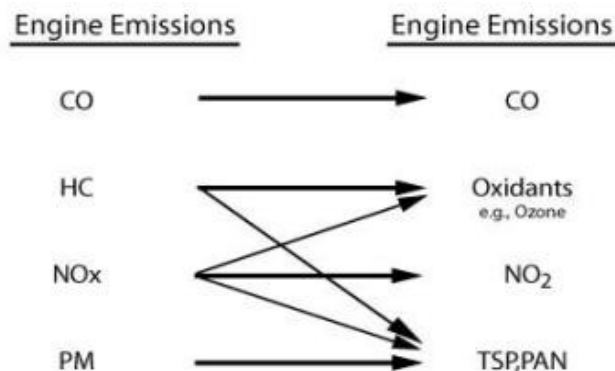 Engine Emissions Engine Emissions
CO CO
HC Oxidants
e.g., Ozone
NOx NO2
PM TSP,PAN